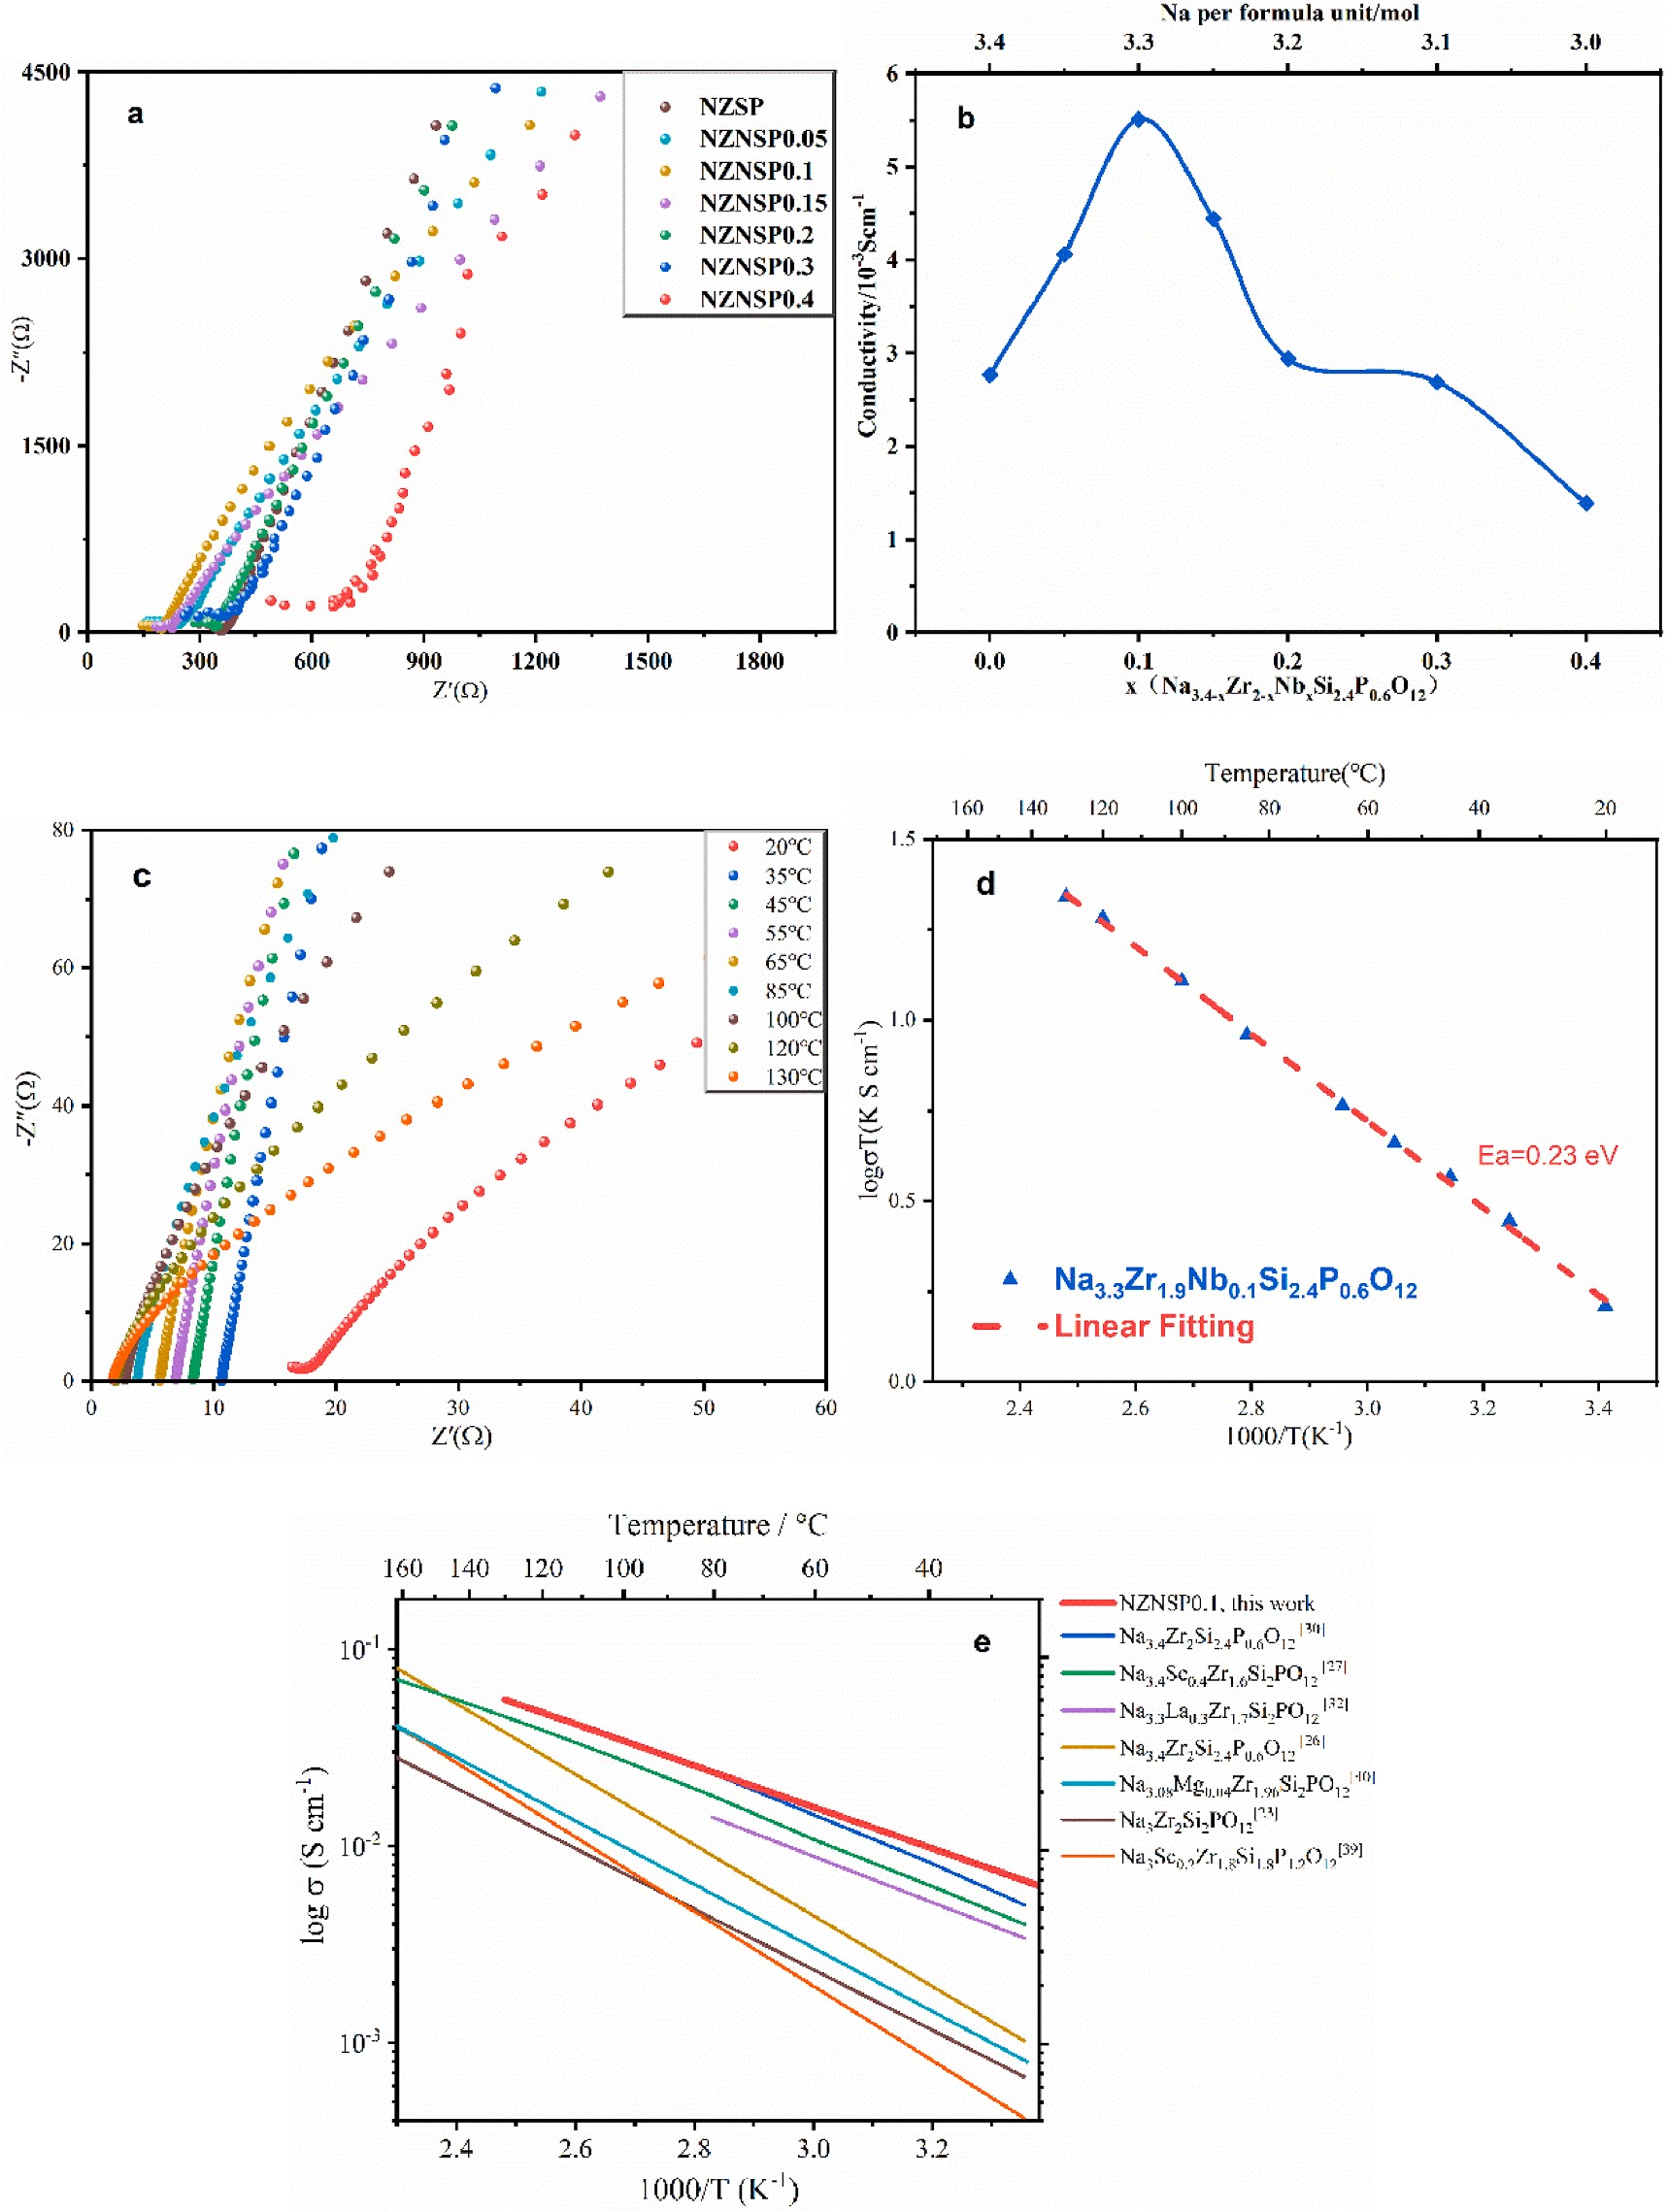 a
4500
3000
1500
0
-Z″(Ω)
0 300 600 900 1200 1500 1800
Z′(Ω)
NZSP
NZNSP0.05
NZNSP0.1
NZNSP0.15
NZNSP0.2
NZNSP0.3
NZNSP0.4
Na per formula unit/mol
3.4 3.3 3.2 3.1 3.0
b
6
5
4
3
2
1
0
Conductivity/10⁻³Scm⁻¹
0.0 0.1 0.2 0.3 0.4
x（Na₃.₄₋ₓZr₂₋ₓNbₓSi₂.₄P₀.₆O₁₂）
c
80
60
40
20
0
-Z″(Ω)
0 10 20 30 40 50 60
Z′(Ω)
20°C
35°C
45°C
55°C
65°C
85°C
100°C
120°C
130°C
Temperature(°C)
160 140 120 100 80 60 40 20
d
1.5
1.0
0.5
0.0
logσT(K S cm⁻¹)
Ea=0.23 eV
Na₃.₃Zr₁.₉Nb₀.₁Si₂.₄P₀.₆O₁₂
Linear Fitting
2.4 2.6 2.8 3.0 3.2 3.4
1000/T(K⁻¹)
Temperature / °C
160 140 120 100 80 60 40
e
10⁻¹
10⁻²
10⁻³
log σ (S cm⁻¹)
2.4 2.6 2.8 3.0 3.2
1000/T (K⁻¹)
NZNSP0.1, this work
Na₃.₄Zr₂Si₂.₄P₀.₆O₁₂[30]
Na₃.₄Sc₀.₄Zr₁.₆Si₂PO₁₂[27]
Na₃.₃La₀.₃Zr₁.₇Si₂PO₁₂[32]
Na₃.₄Zr₂Si₂.₄P₀.₆O₁₂[26]
Na₃.₀₈Mg₀.₀₄Zr₁.₉₆Si₂PO₁₂[40]
Na₃Zr₂Si₂PO₁₂[23]
Na₃Sc₀.₂Zr₁.₈Si₁.₈P₁.₂O₁₂[39]